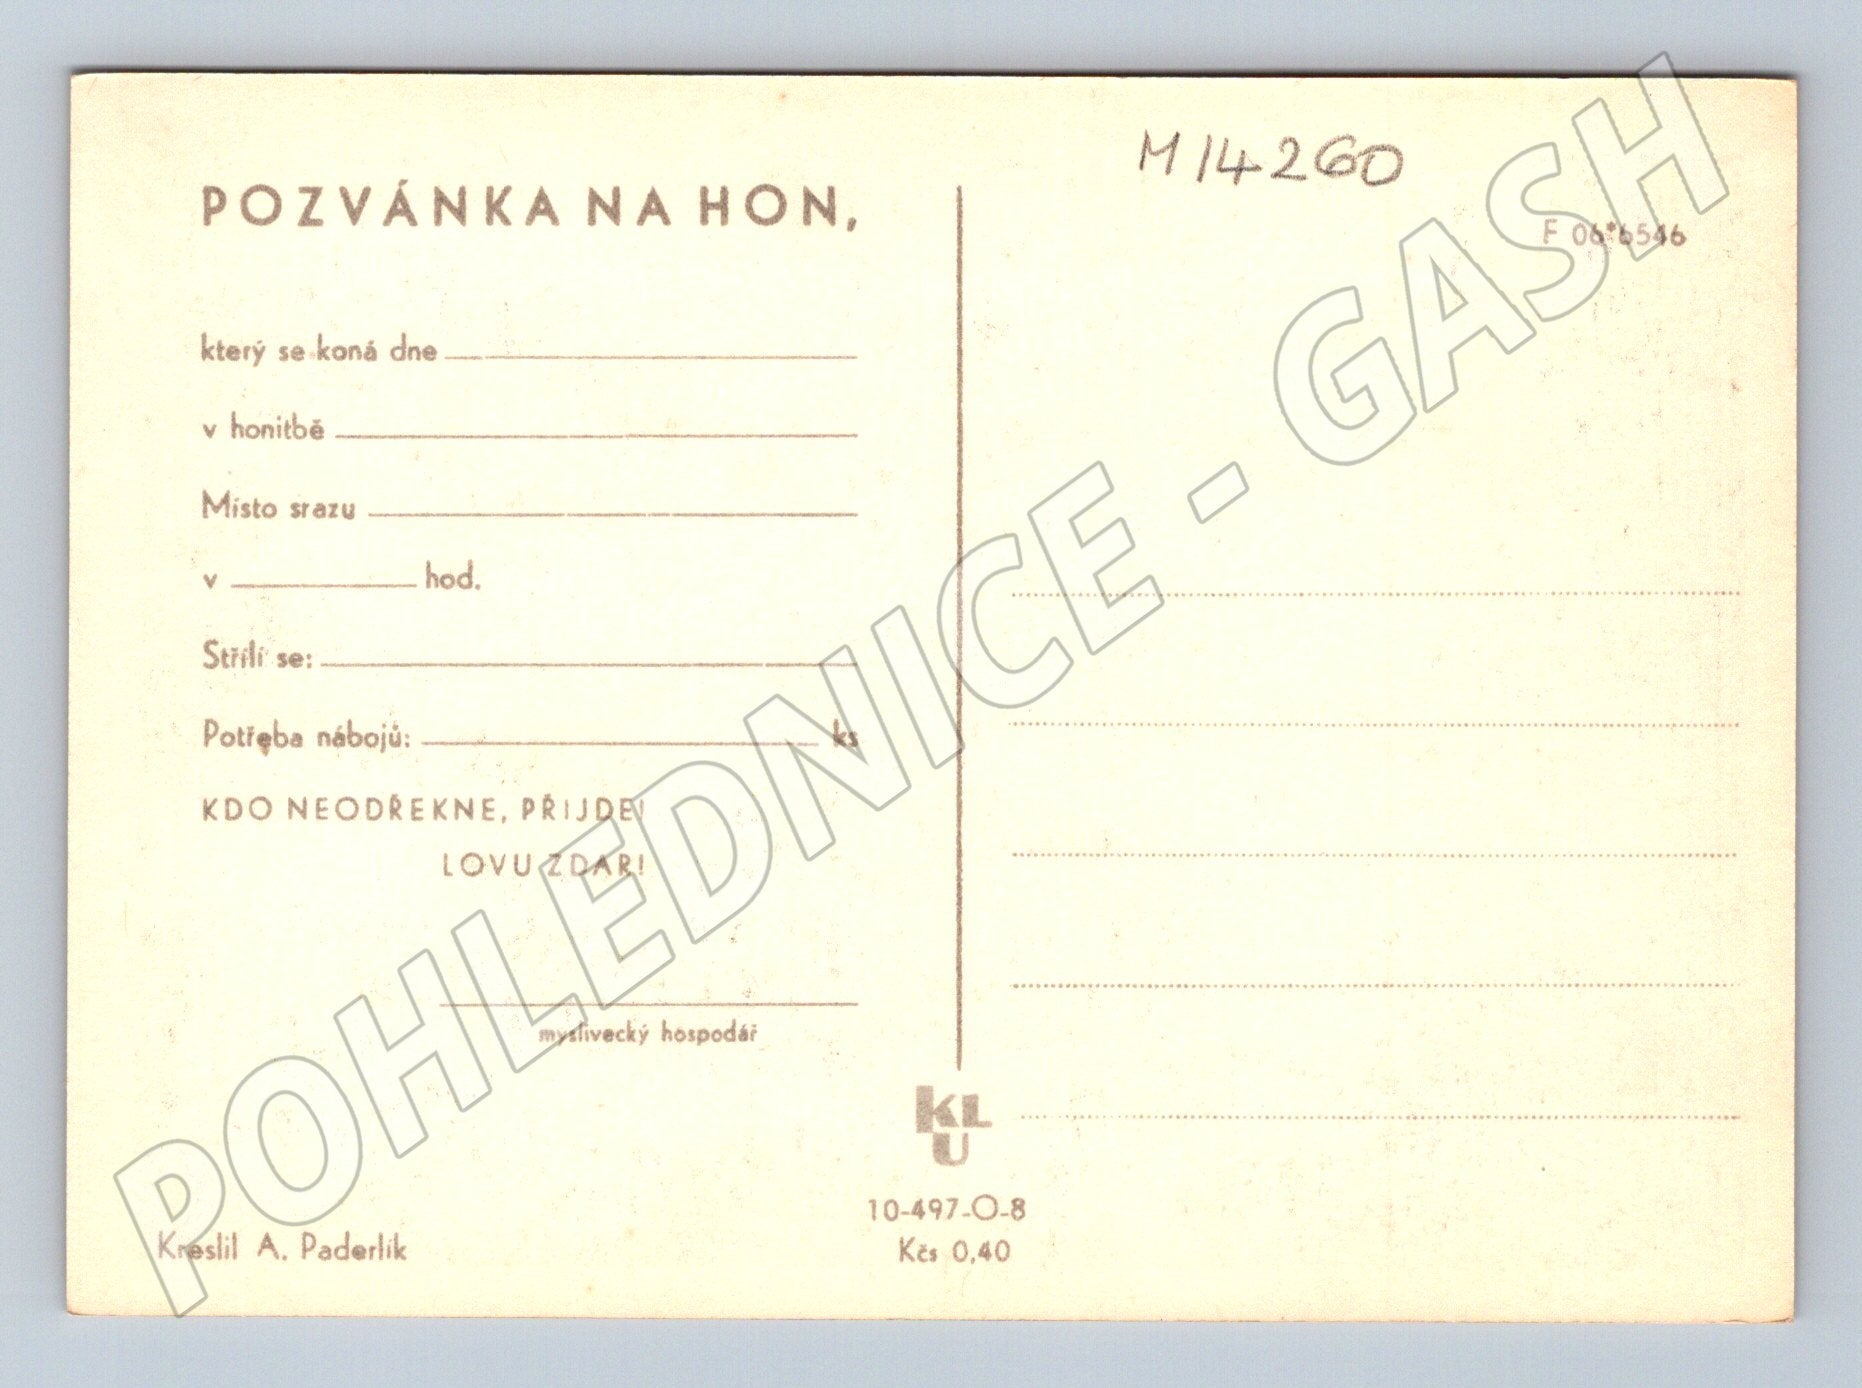 M 14260
F 06*6546
POZVÁNKA NA HON,
který se koná dne
v honitbě
Místo srazu
v hod.
Střílí se:
Potřeba nábojů: ks
KDO NEODŘEKNE, PŘIJDE!
LOVU ZDAR!
myslivecký hospodář
KLU
10-497-O-8
Kčs 0,40
Kreslil A. Paderlík
POHLEDNICE - GASH